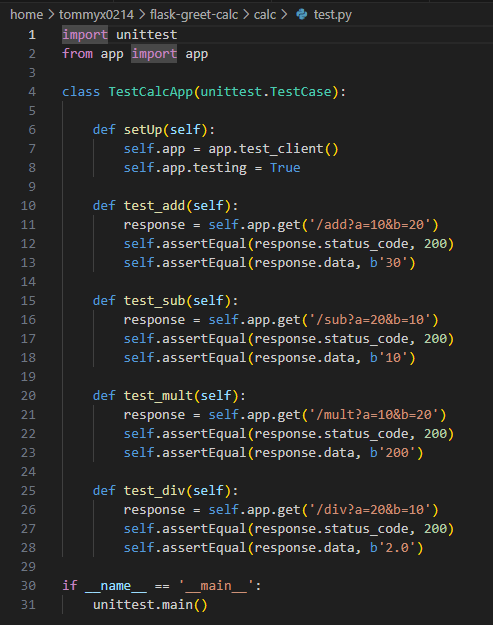 home > tommyx0214 > flask-greet-calc > calc > test.py
1 import unittest
2 from app import app
3
4 class TestCalcApp(unittest.TestCase):
5
6     def setUp(self):
7         self.app = app.test_client()
8         self.app.testing = True
9
10     def test_add(self):
11         response = self.app.get('/add?a=10&b=20')
12         self.assertEqual(response.status_code, 200)
13         self.assertEqual(response.data, b'30')
14
15     def test_sub(self):
16         response = self.app.get('/sub?a=20&b=10')
17         self.assertEqual(response.status_code, 200)
18         self.assertEqual(response.data, b'10')
19
20     def test_mult(self):
21         response = self.app.get('/mult?a=10&b=20')
22         self.assertEqual(response.status_code, 200)
23         self.assertEqual(response.data, b'200')
24
25     def test_div(self):
26         response = self.app.get('/div?a=20&b=10')
27         self.assertEqual(response.status_code, 200)
28         self.assertEqual(response.data, b'2.0')
29
30 if __name__ == '__main__':
31     unittest.main()